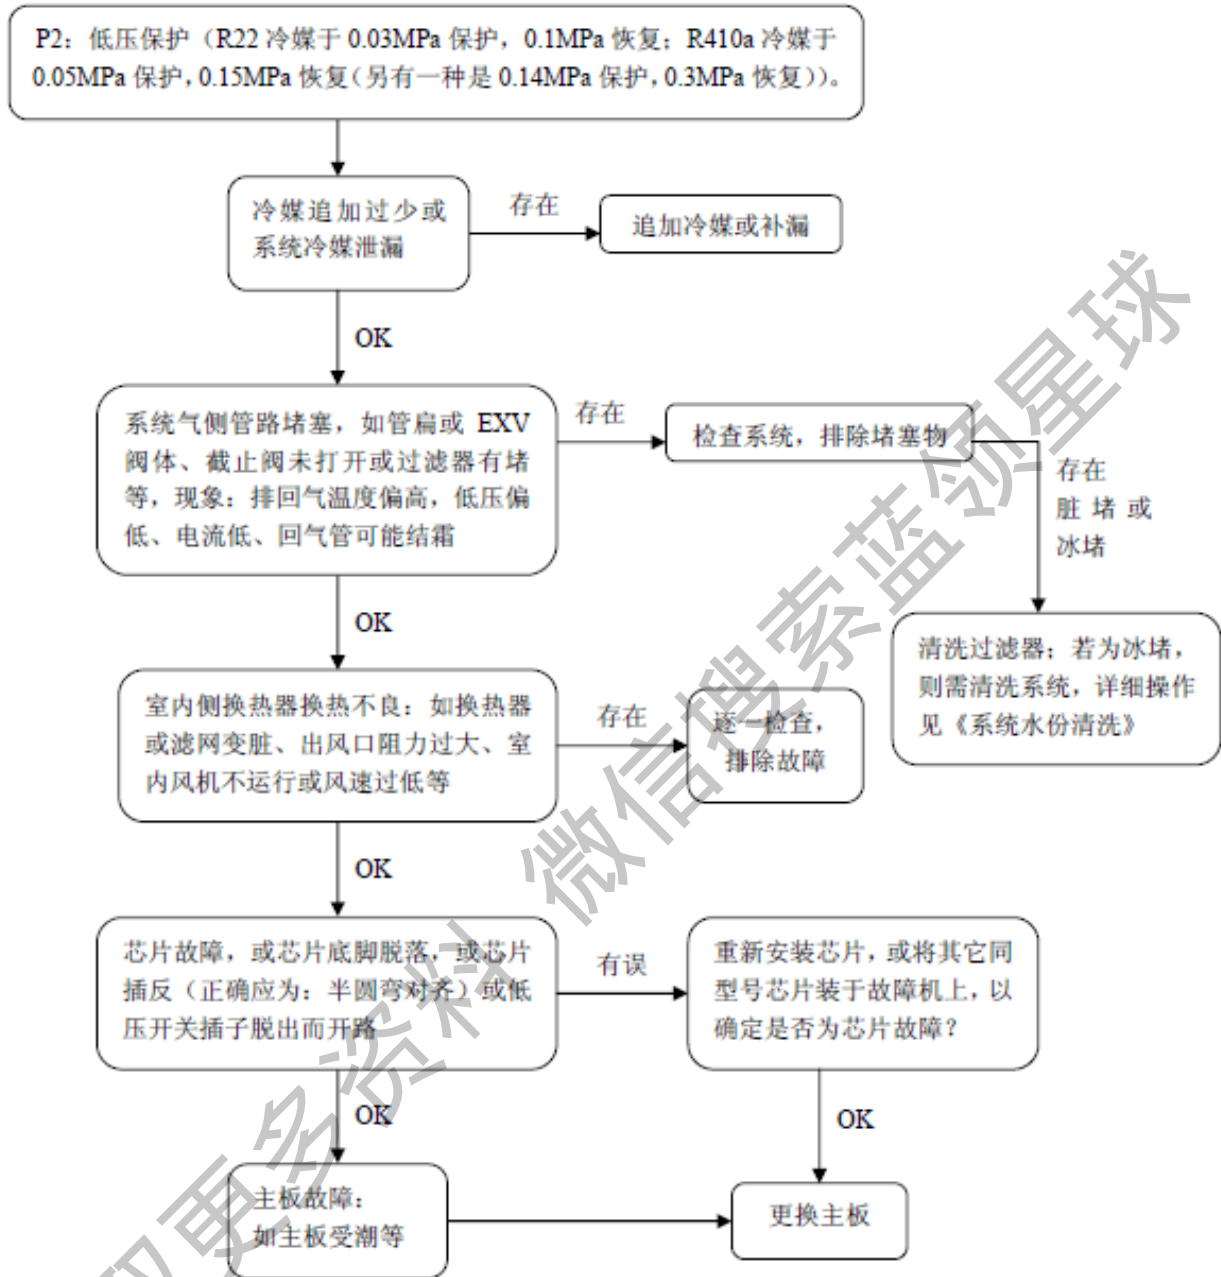 P2：低压保护（R22 冷媒于 0.03MPa 保护，0.1MPa 恢复；R410a 冷媒于
0.05MPa 保护，0.15MPa 恢复（另有一种是 0.14MPa 保护，0.3MPa 恢复））。
冷媒追加过少或
系统冷媒泄漏
存在
追加冷媒或补漏
OK
系统气侧管路堵塞，如管扁或 EXV
阀体、截止阀未打开或过滤器有堵
等，现象：排回气温度偏高，低压偏
低、电流低、回气管可能结霜
存在
检查系统，排除堵塞物
存在
脏 堵 或
冰堵
清洗过滤器；若为冰堵，
则需清洗系统，详细操作
见《系统水份清洗》
OK
室内侧换热器换热不良：如换热器
或滤网变脏、出风口阻力过大、室
内风机不运行或风速过低等
存在
逐一检查，
排除故障
OK
芯片故障，或芯片底脚脱落，或芯片
插反（正确应为：半圆弯对齐）或低
压开关插子脱出而开路
有误
重新安装芯片，或将其它同
型号芯片装于故障机上，以
确定是否为芯片故障？
OK
OK
主板故障：
如主板受潮等
更换主板
取更多资料 微信搜索蓝领星球